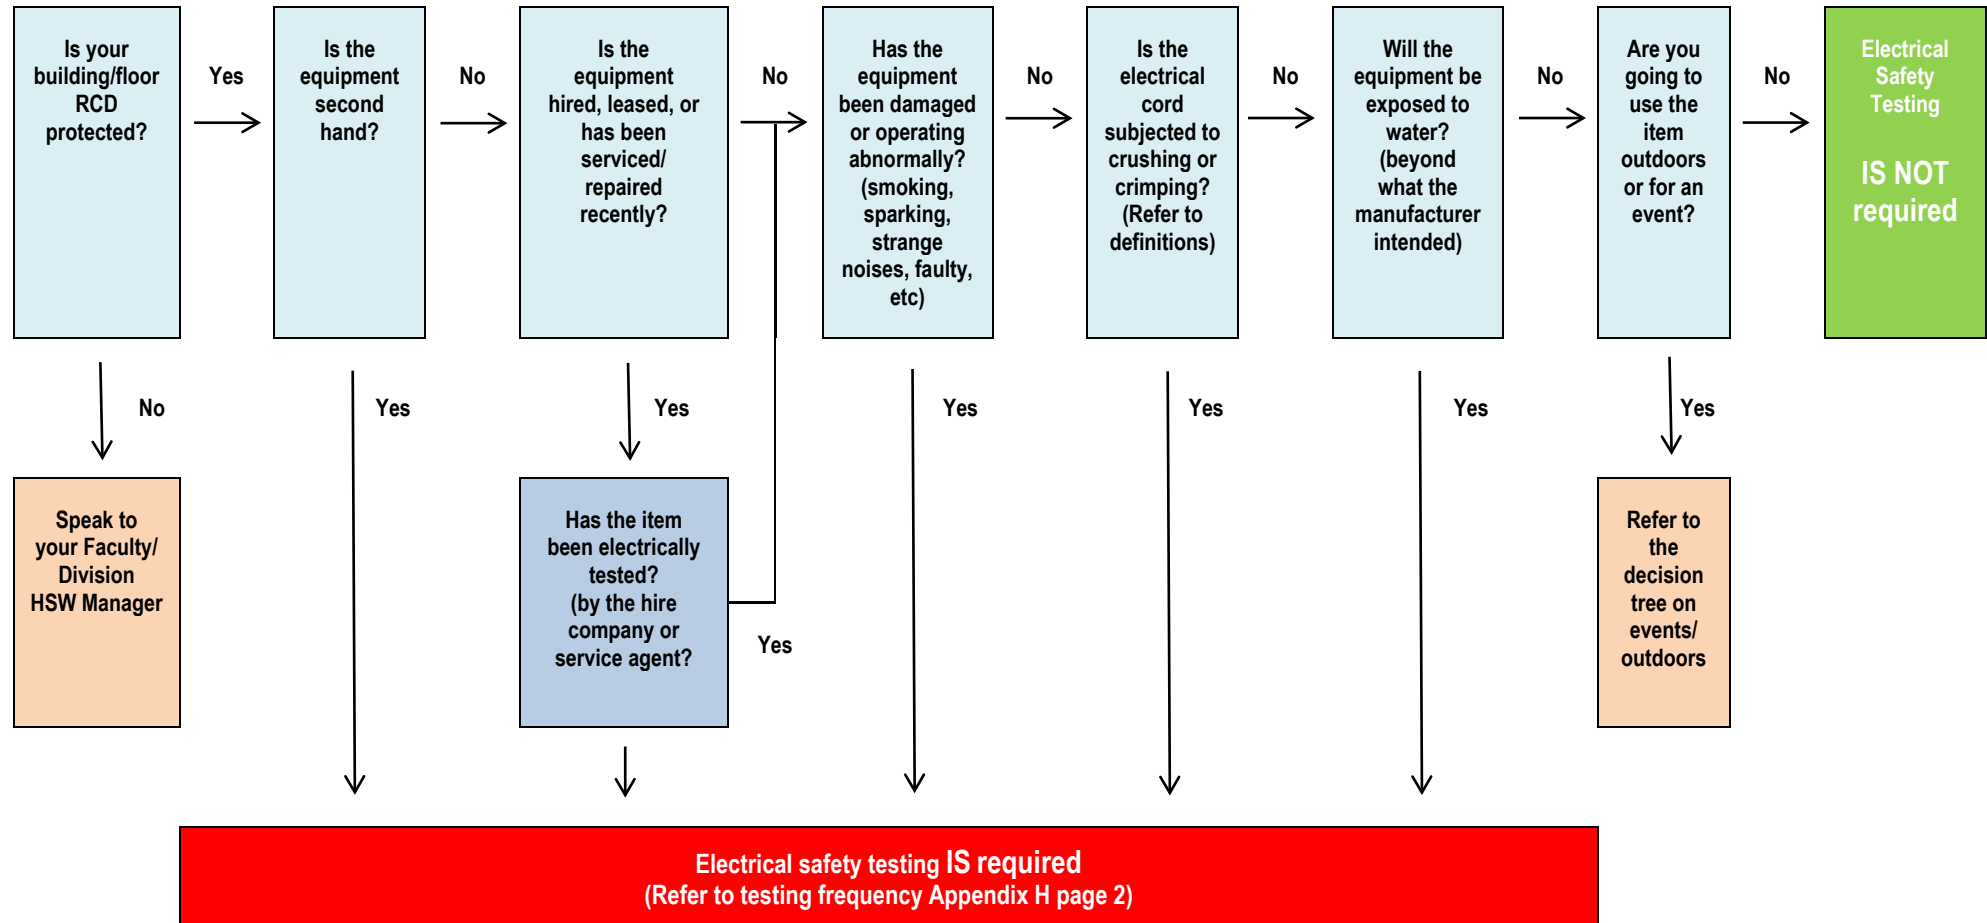 Is your
building/floor
RCD
protected?
Yes
Is the
equipment
second
hand?
No
Is the
equipment
hired, leased, or
has been
serviced/
repaired
recently?
No
Has the
equipment
been damaged
or operating
abnormally?
(smoking,
sparking,
strange
noises, faulty,
etc)
No
Is the
electrical
cord
subjected to
crushing or
crimping?
(Refer to
definitions)
No
Will the
equipment be
exposed to
water?
(beyond
what the
manufacturer
intended)
No
Are you
going to
use the
item
outdoors
or for an
event?
No
Electrical
Safety
Testing
IS NOT
required
No
Yes
Yes
Yes
Yes
Yes
Yes
Speak to
your Faculty/
Division
HSW Manager
Has the item
been electrically
tested?
(by the hire
company or
service agent?
Yes
Refer to
the
decision
tree on
events/
outdoors
Electrical safety testing IS required
(Refer to testing frequency Appendix H page 2)